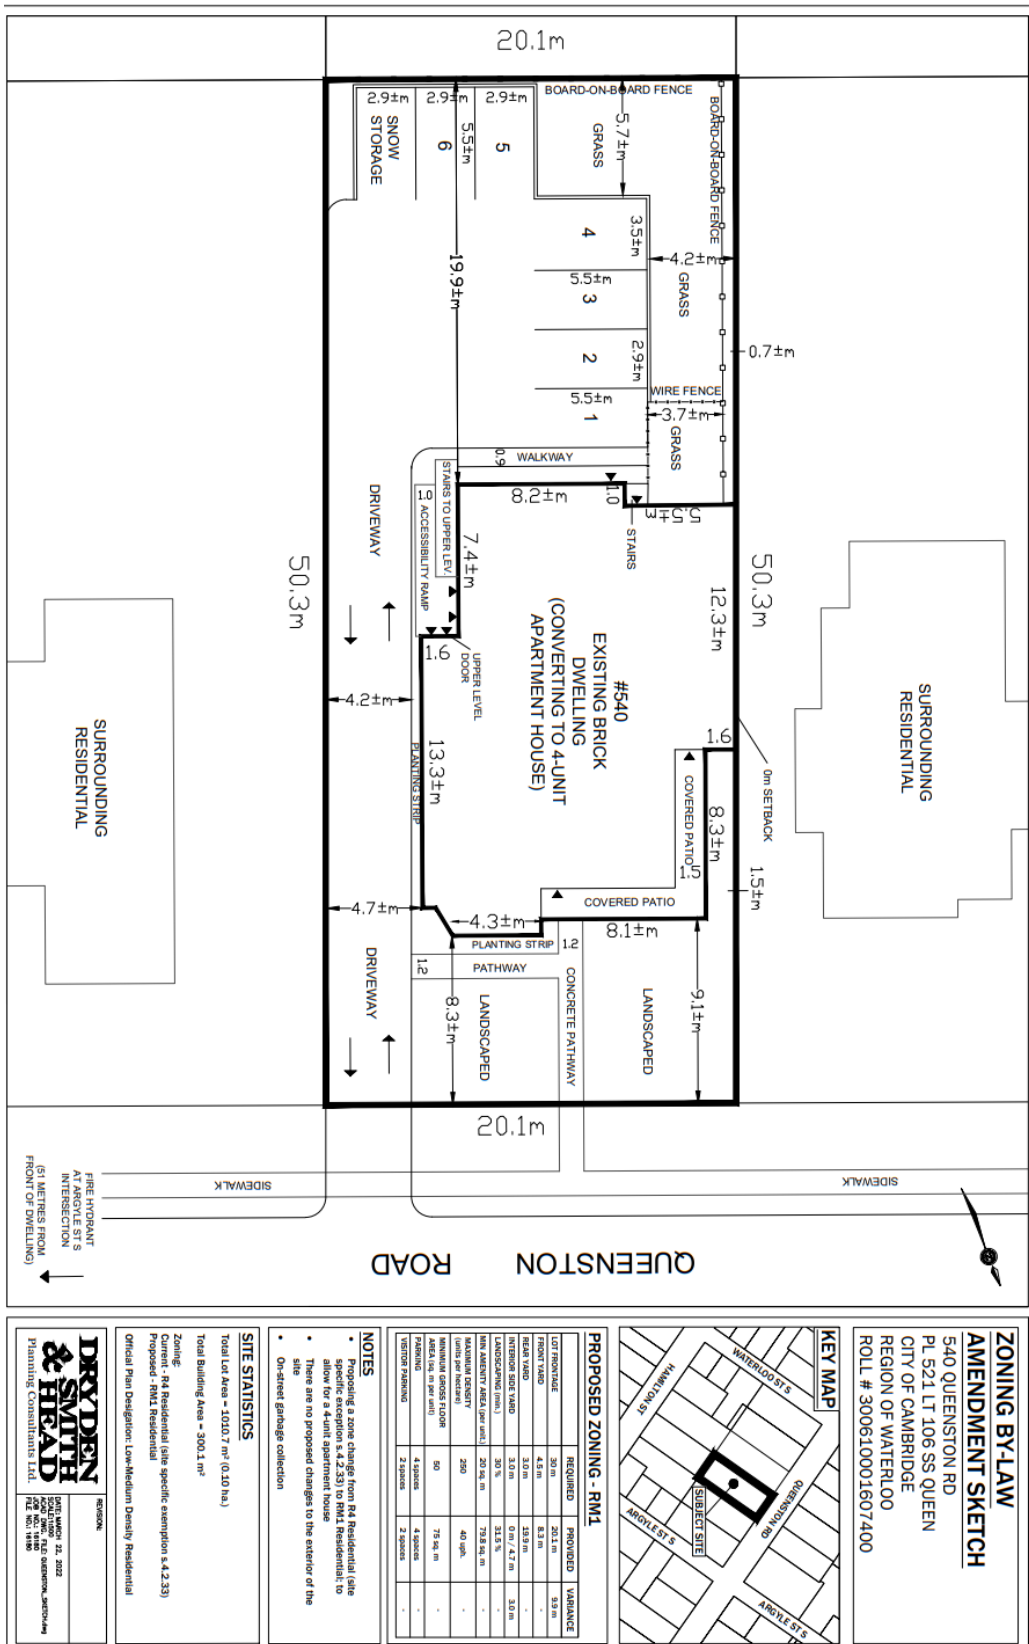 ZONING BY-LAW
AMENDMENT SKETCH
540 QUEENSTON RD
PL 521 LT 106 SS QUEEN
CITY OF CAMBRIDGE
REGION OF WATERLOO
ROLL # 300610001607400
KEY MAP
WATERLOO ST S
HAMILTON ST
QUEENSTON RD
SUBJECT SITE
ARGYLE ST S
ARGYLE ST S
PROPOSED ZONING - RM1
REQUIRED PROVIDED VARIANCE
LOT FRONTAGE 30 m 20.1 m 9.9 m
FRONT YARD 4.5 m 8.3 m -
REAR YARD 3.0 m 19.9 m -
INTERIOR SIDE YARD 3.0 m 0 m / 4.7 m 3.0 m
LANDSCAPING (min.) 30 % 31.5 % -
MIN AMENITY AREA (per unit.) 20 sq. m 79.8 sq. m -
MAXIMUM DENSITY (units per hectare) 250 40 uph. -
MINIMUM GROSS FLOOR AREA (sq. m per unit) 50 75 sq. m -
PARKING 4 spaces 4 spaces -
VISITOR PARKING 2 spaces 2 spaces -
NOTES
• Proposing a zone change from R4 Residential (site
specific exception s.4.2.33) to RM1 Residential; to
allow for a 4-unit apartment house
• There are no proposed changes to the exterior of the
site
• On-street garbage collection
SITE STATISTICS
Total Lot Area = 1010.7 m² (0.10 ha.)
Total Building Area = 300.1 m²
Zoning:
Current - R4 Residential (site specific exemption s.4.2.33)
Proposed - RM1 Residential
Official Plan Designation: Low-Medium Density Residential
DRYDEN
& SMITH
& HEAD
Planning Consultants Ltd.
REVISION:
DATE: MARCH 22, 2022
FILE NO.: 16180
20.1m
50.3m
50.3m
20.1m
BOARD-ON-BOARD FENCE
BOARD-ON-BOARD FENCE
2.9±m
2.9±m
2.9±m
SNOW
STORAGE
6
5.5±m
5
GRASS
5.7±m
4
3.5±m
4.2±m
GRASS
5.5±m
3
2
2.9±m
5.5±m
1
WIRE FENCE
3.7±m
GRASS
0.7±m
19.9±m
0.9
WALKWAY
8.2±m
1.0
5.5±m
STAIRS
STAIRS TO UPPER LEV.
1.0
ACCESSIBILITY RAMP
7.4±m
UPPER LEVEL
DOOR
1.6
DRIVEWAY
4.2±m
PLANTING STRIP
13.3±m
#540
EXISTING BRICK
DWELLING
(CONVERTING TO 4-UNIT
APARTMENT HOUSE)
12.3±m
0m SETBACK
1.6
8.3±m
COVERED PATIO
1.5
1.5±m
COVERED PATIO
4.7±m
4.3±m
8.1±m
PLANTING STRIP
1.2
1.2
PATHWAY
CONCRETE PATHWAY
DRIVEWAY
8.3±m
LANDSCAPED
9.1±m
LANDSCAPED
SURROUNDING
RESIDENTIAL
SURROUNDING
RESIDENTIAL
SIDEWALK
SIDEWALK
QUEENSTON ROAD
FIRE HYDRANT
AT ARGYLE ST S
INTERSECTION
(51 METRES FROM
FRONT OF DWELLING)